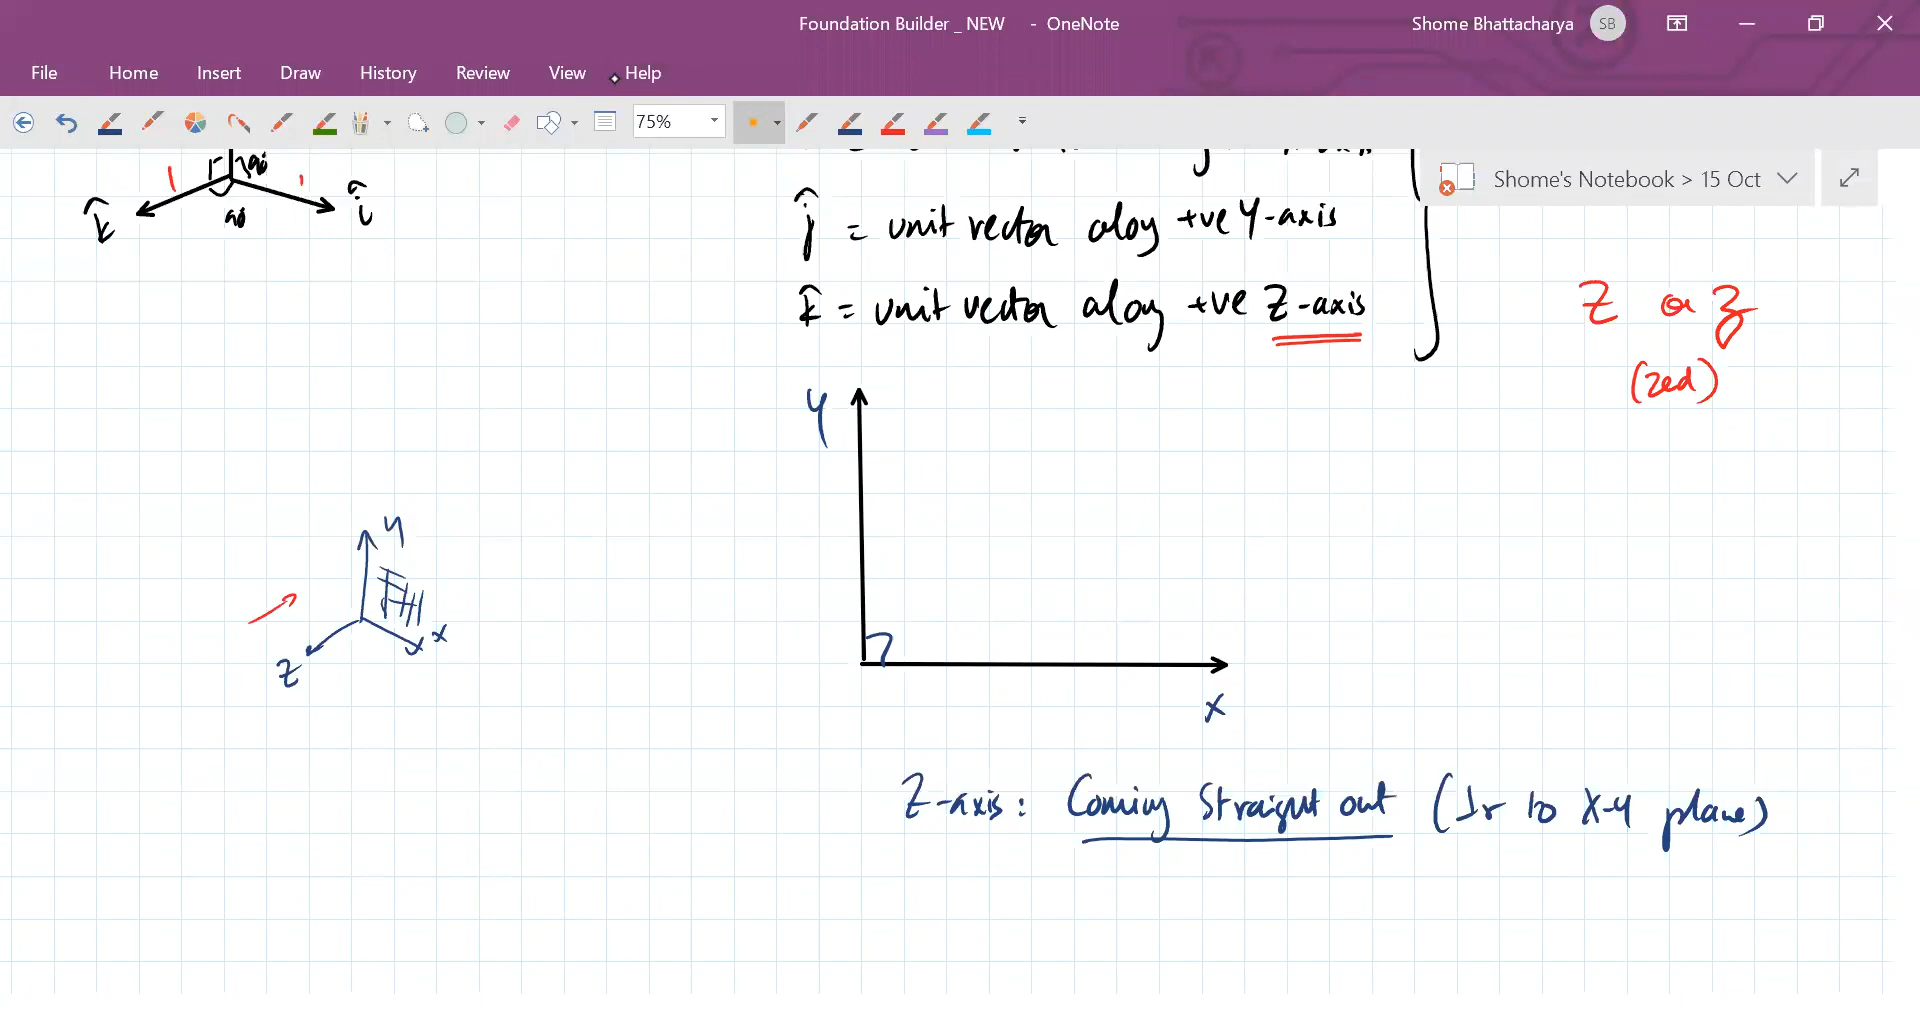 Foundation Builder _ NEW - OneNote
Shome Bhattacharya SB
File Home Insert Draw History Review View Help
75%
Shome's Notebook > 15 Oct
90
k̂ 90 î
ĵ = unit vector along +ve Y-axis
k̂ = unit vector along +ve Z-axis
Z or z
(zed)
Y
X
Y
X
Z
Z-axis: Coming Straight out (⊥r to X-Y plane)